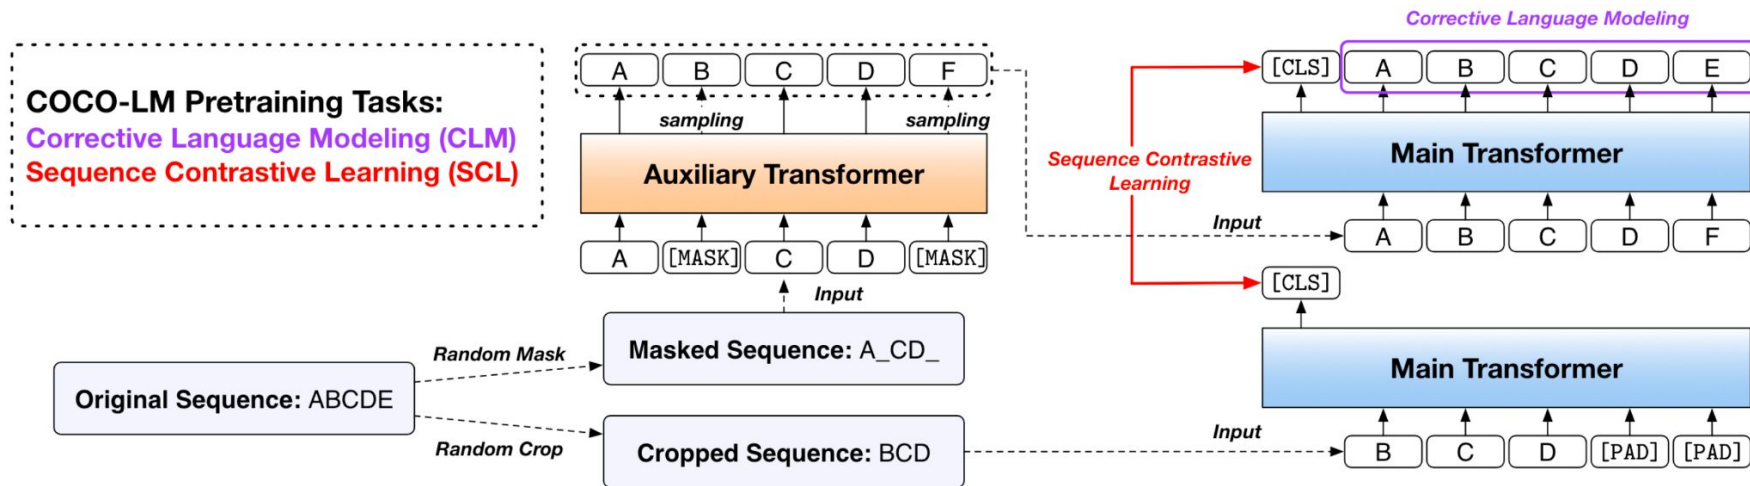 COCO-LM Pretraining Tasks:
Corrective Language Modeling (CLM)
Sequence Contrastive Learning (SCL)
A B C D F
sampling sampling
Auxiliary Transformer
A [MASK] C D [MASK]
Input
Original Sequence: ABCDE
Random Mask
Masked Sequence: A_CD_
Random Crop
Cropped Sequence: BCD
Corrective Language Modeling
[CLS] A B C D E
Main Transformer
Sequence Contrastive
Learning
Input
A B C D F
[CLS]
Main Transformer
Input
B C D [PAD] [PAD]